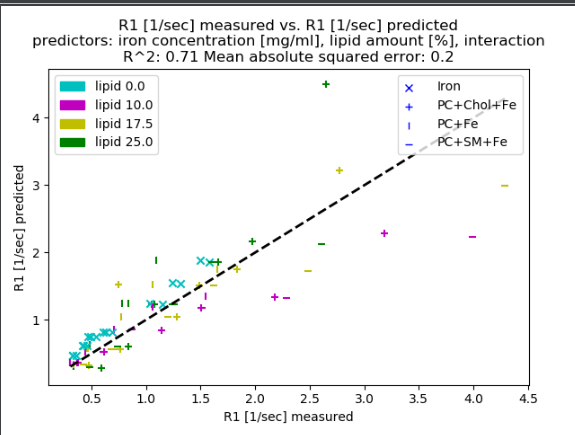 R1 [1/sec] measured vs. R1 [1/sec] predicted
predictors: iron concentration [mg/ml], lipid amount [%], interaction
R^2: 0.71 Mean absolute squared error: 0.2
lipid 0.0
lipid 10.0
lipid 17.5
lipid 25.0
Iron
PC+Chol+Fe
PC+Fe
PC+SM+Fe
R1 [1/sec] predicted
4
3
2
1
0.5 1.0 1.5 2.0 2.5 3.0 3.5 4.0 4.5
R1 [1/sec] measured